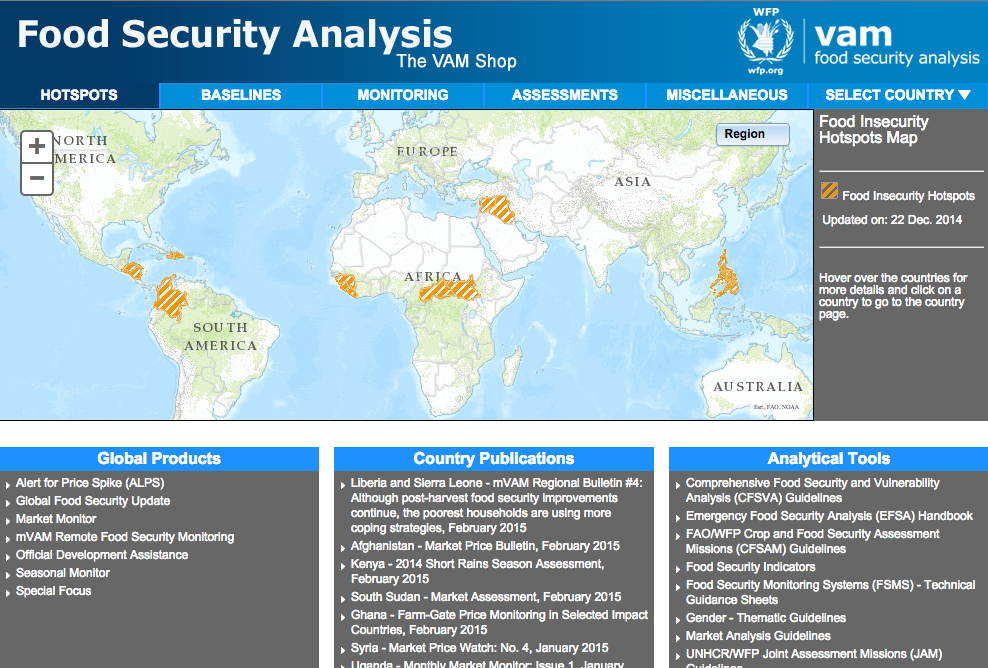 Food Security Analysis
The VAM Shop
WFP
wfp.org
vam
food security analysis
HOTSPOTS
BASELINES
MONITORING
ASSESSMENTS
MISCELLANEOUS
SELECT COUNTRY
+
−
NORTH
MERICA
EUROPE
ASIA
AFRICA
SOUTH
AMERICA
AUSTRALIA
Esri, FAO, NOAA
Region
Food Insecurity
Hotspots Map
Food Insecurity Hotspots
Updated on: 22 Dec. 2014
Hover over the countries for
more details and click on a
country to go to the country
page.
Global Products
Alert for Price Spike (ALPS)
Global Food Security Update
Market Monitor
mVAM Remote Food Security Monitoring
Official Development Assistance
Seasonal Monitor
Special Focus
Country Publications
Liberia and Sierra Leone - mVAM Regional Bulletin #4:
Although post-harvest food security improvements
continue, the poorest households are using more
coping strategies, February 2015
Afghanistan - Market Price Bulletin, February 2015
Kenya - 2014 Short Rains Season Assessment,
February 2015
South Sudan - Market Assessment, February 2015
Ghana - Farm-Gate Price Monitoring in Selected Impact
Countries, February 2015
Syria - Market Price Watch: No. 4, January 2015
Uganda - Monthly Market Monitor: Issue 1, January
Analytical Tools
Comprehensive Food Security and Vulnerability
Analysis (CFSVA) Guidelines
Emergency Food Security Analysis (EFSA) Handbook
FAO/WFP Crop and Food Security Assessment
Missions (CFSAM) Guidelines
Food Security Indicators
Food Security Monitoring Systems (FSMS) - Technical
Guidance Sheets
Gender - Thematic Guidelines
Market Analysis Guidelines
UNHCR/WFP Joint Assessment Missions (JAM)
Guidelines